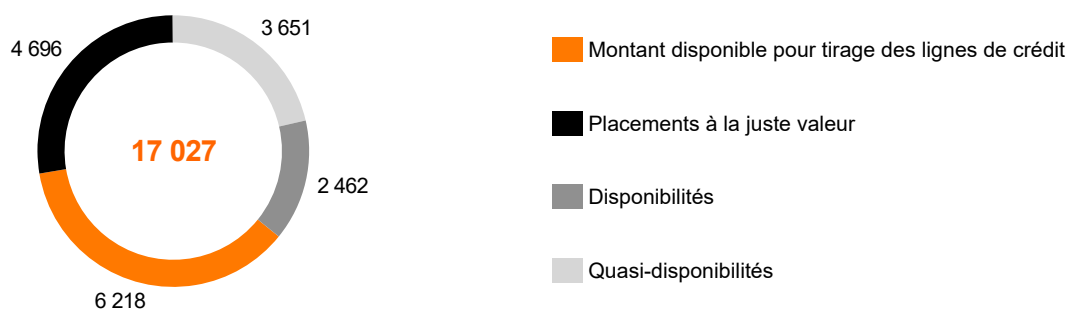 3 651
4 696
17 027
2 462
6 218
Montant disponible pour tirage des lignes de crédit
Placements à la juste valeur
Disponibilités
Quasi-disponibilités